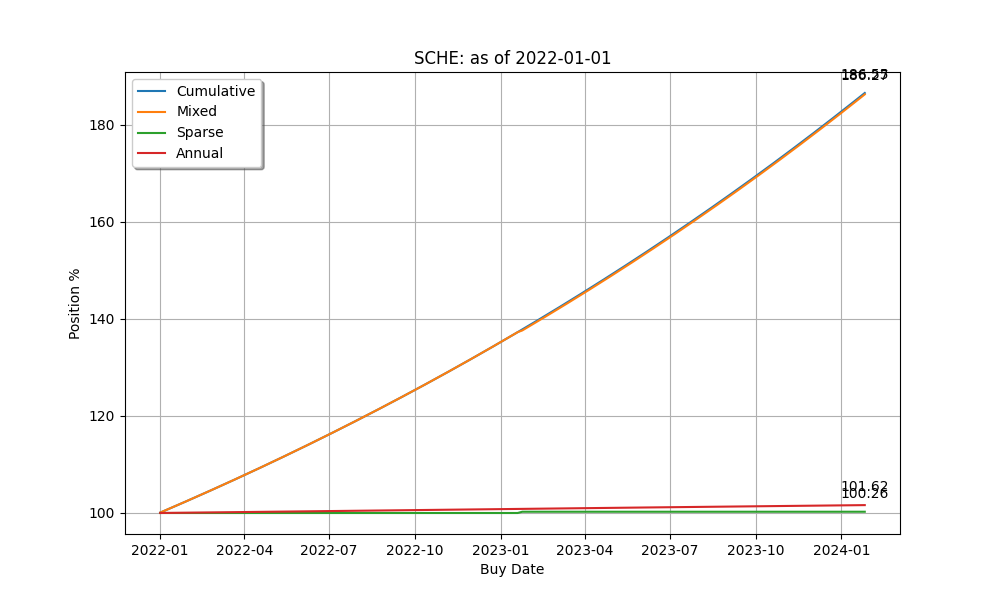 SCHE: as of 2022-01-01
Cumulative
Mixed
Sparse
Annual
180
160
140
120
100
Position %
101.62
100.26
2022-01
2022-04
2022-07
2022-10
2023-01
2023-04
2023-07
2023-10
2024-01
Buy Date